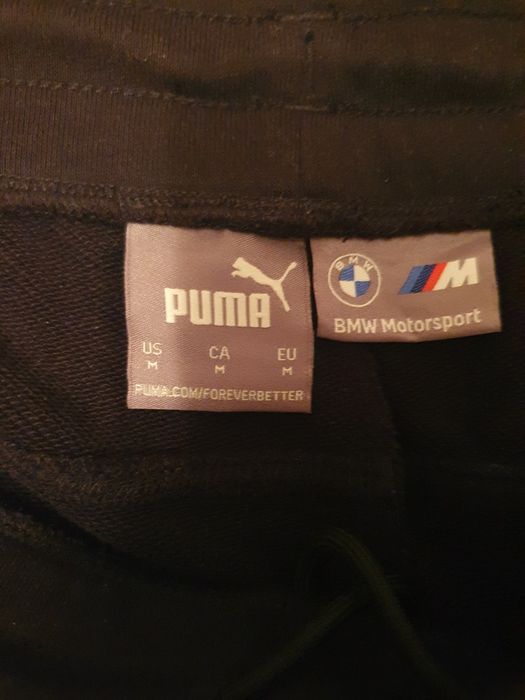 PUMA
US CA EU
M M M
PUMA.COM/FOREVERBETTER
BMW
M
BMW Motorsport